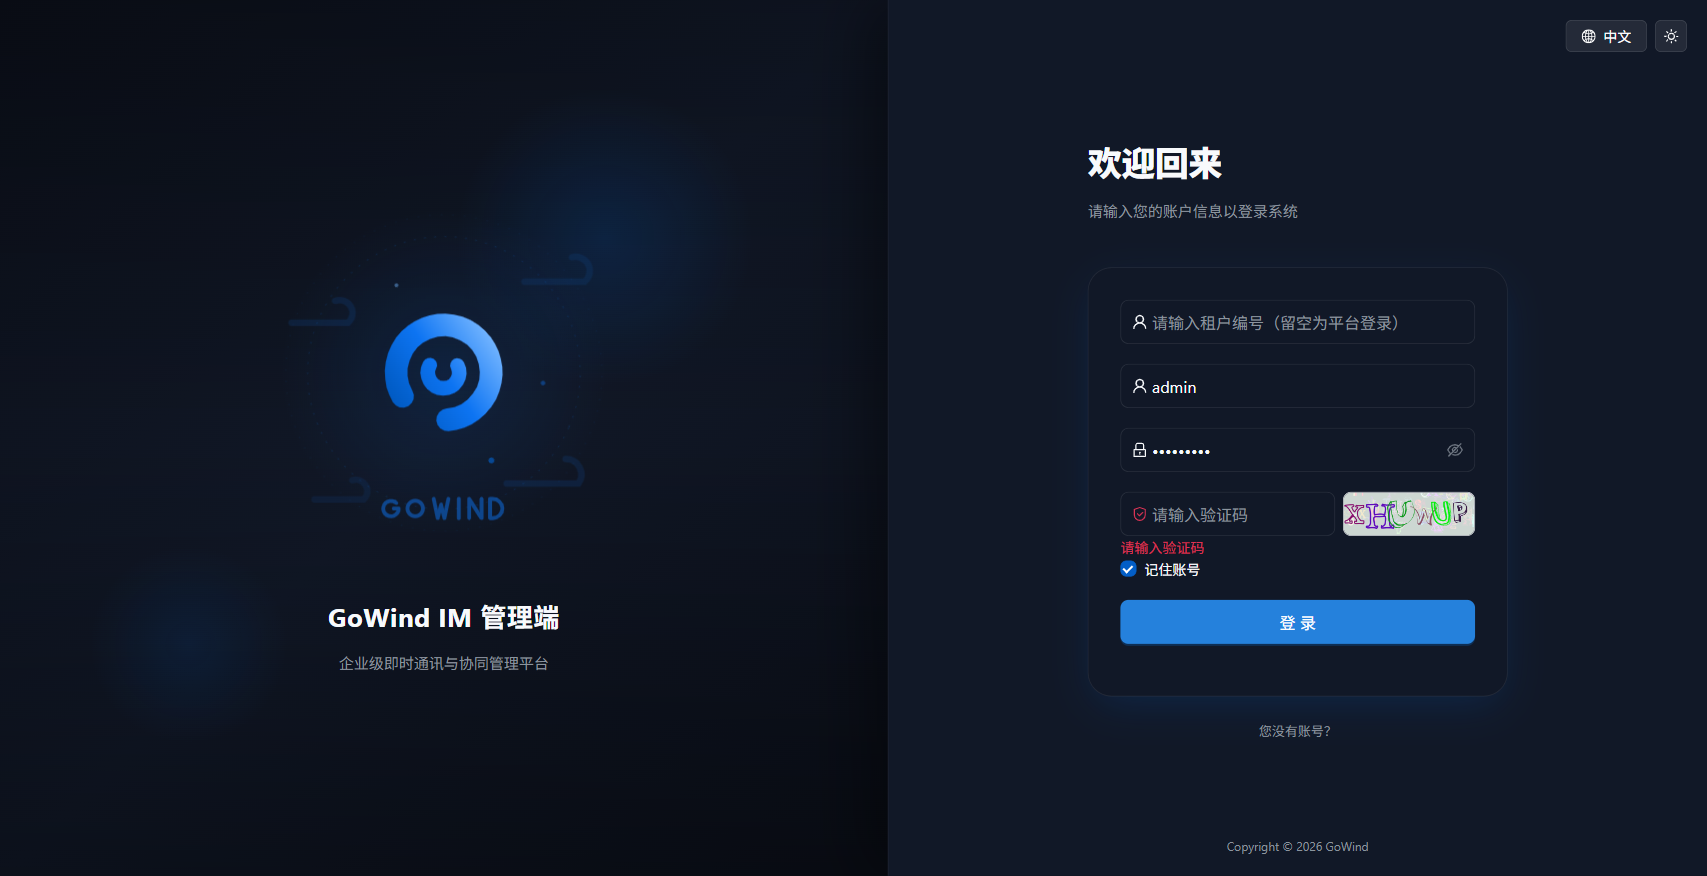 中文
GOWIND
GoWind IM 管理端
企业级即时通讯与协同管理平台
欢迎回来
请输入您的账户信息以登录系统
请输入租户编号（留空为平台登录）
admin
•••••••••
请输入验证码
XHUWUP
请输入验证码
记住账号
登 录
您没有账号?
Copyright © 2026 GoWind